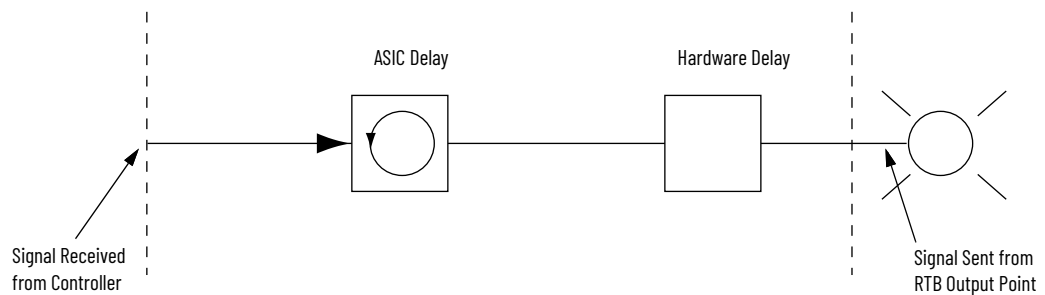 ASIC Delay
Hardware Delay
Signal Received
from Controller
Signal Sent from
RTB Output Point